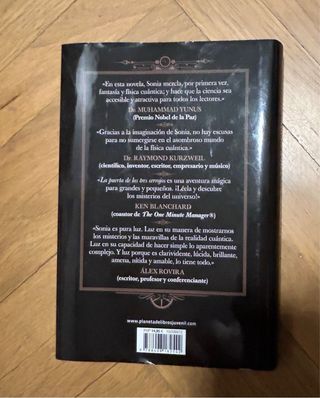 «En esta novela, Sonia mezcla, por primera vez,
fantasía y física cuántica; y hace que la ciencia sea
accesible y atractiva para todos los lectores.»
Dr. MUHAMMAD YUNUS
(Premio Nobel de la Paz)
«Gracias a la imaginación de Sonia, no hay excusas
para no sumergirse en el asombroso mundo
de la física cuántica.»
Dr. RAYMOND KURZWEIL
(científico, inventor, escritor, empresario y músico)
«La puerta de los tres cerrojos es una aventura mágica
para grandes y pequeños. ¡Léela y descubre
los misterios del universo!»
KEN BLANCHARD
(coautor de The One Minute Manager®)
«Sonia es pura luz. Luz en su manera de mostrarnos
los misterios y las maravillas de la realidad cuántica.
Luz en su capacidad de hacer simple lo aparentemente
complejo. Y luz porque es clarividente, lúcida, brillante,
amena, nítida y amable, lo tiene todo.»
ÁLEX ROVIRA
(escritor, profesor y conferenciante)
www.planetadelibrosjuvenil.com